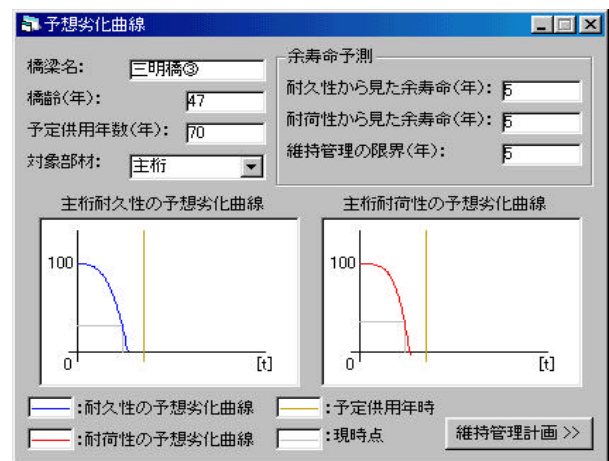 予想劣化曲線
橋梁名: 三明橋③
橋齢(年): 47
予定供用年数(年): 70
対象部材: 主桁
余寿命予測
耐久性から見た余寿命(年): 5
耐荷性から見た余寿命(年): 5
維持管理の限界(年): 5
主桁耐久性の予想劣化曲線
100
0
[t]
主桁耐荷性の予想劣化曲線
100
0
[t]
:耐久性の予想劣化曲線
:予定供用年時
:耐荷性の予想劣化曲線
:現時点
維持管理計画 >>